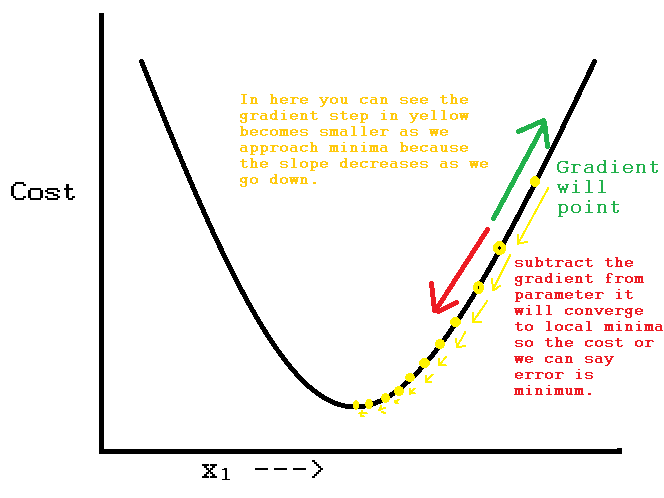 In here you can see the
gradient step in yellow
becomes smaller as we
approach minima because
the slope decreases as we
go down.
Cost
Gradient
will
point
subtract the
gradient from
parameter it
will converge
to local minima
so the cost or
we can say
error is
minimum.
x₁ --->